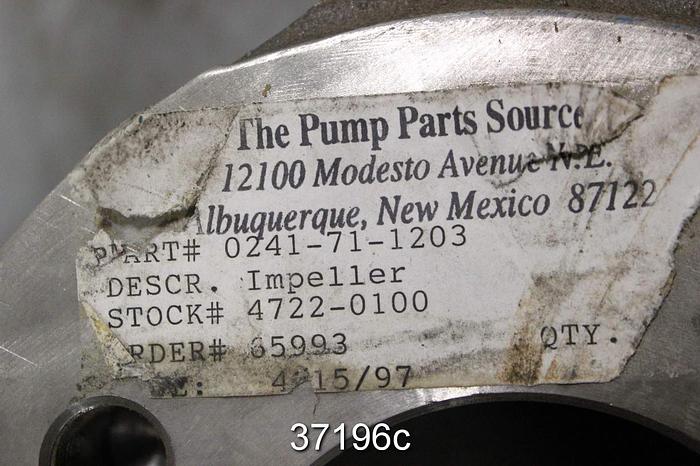 The Pump Parts Source
12100 Modesto Avenue N.E.
Albuquerque, New Mexico 87122
PART# 0241-71-1203
DESCR. Impeller
STOCK# 4722-0100
ORDER# 65993 QTY.
4/15/97
37196c